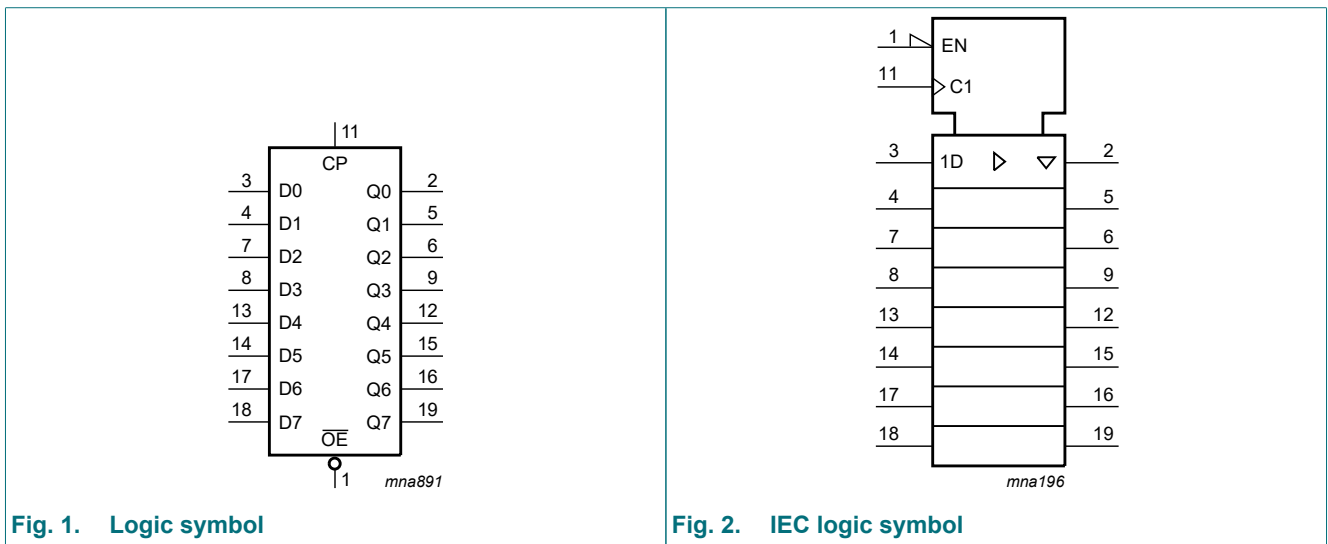 11
CP
3 D0 Q0 2
4 D1 Q1 5
7 D2 Q2 6
8 D3 Q3 9
13 D4 Q4 12
14 D5 Q5 15
17 D6 Q6 16
18 D7 Q7 19
OE
1 mna891
Fig. 1. Logic symbol
1 EN
11 C1
3 1D 2
4 5
7 6
8 9
13 12
14 15
17 16
18 19
mna196
Fig. 2. IEC logic symbol